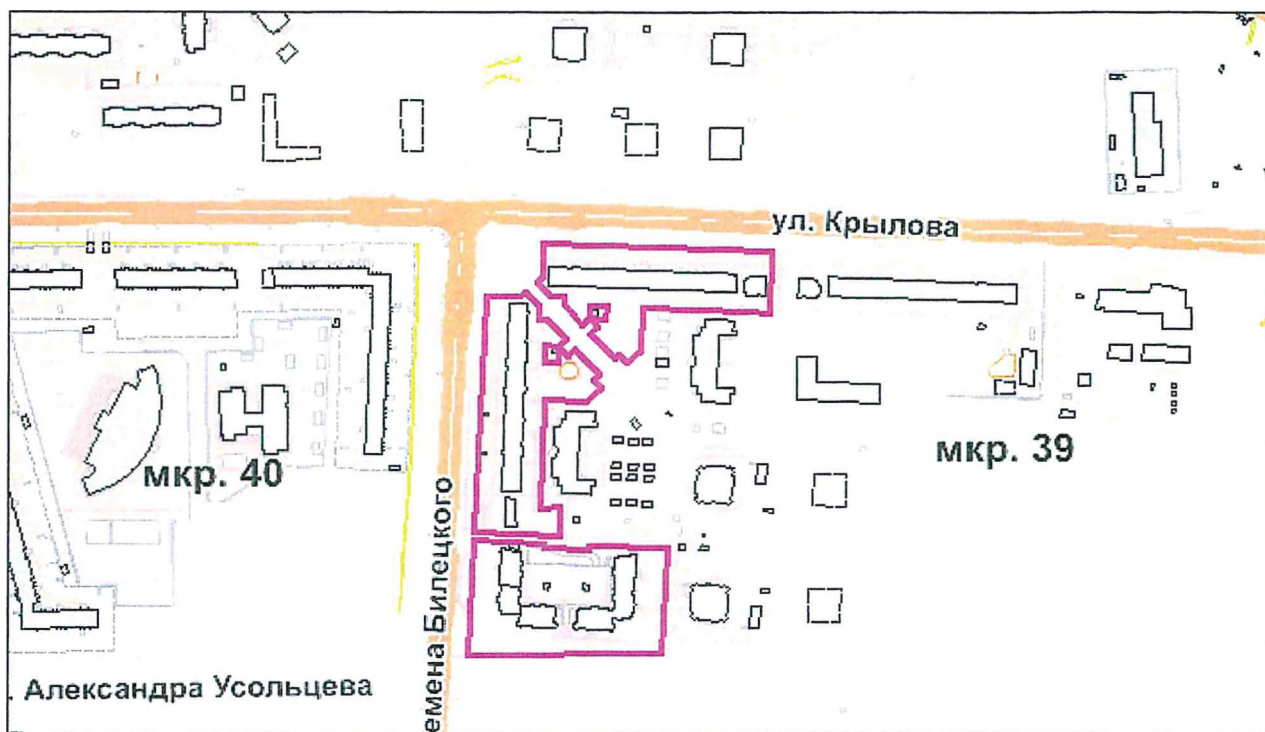 ул. Крылова
мкр. 39
мкр. 40
емена Билецкого
. Александра Усольцева